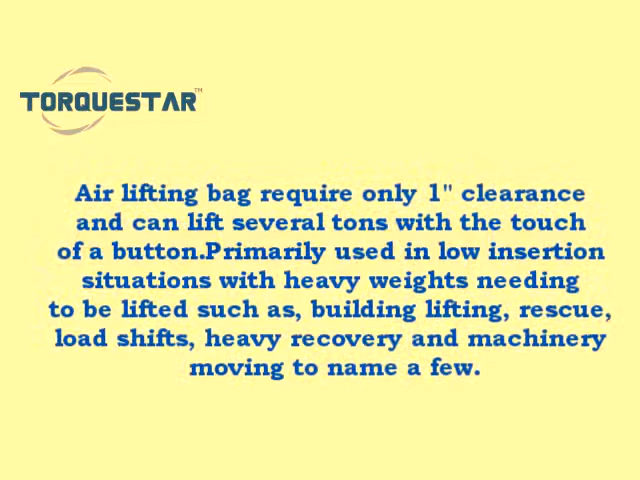 TORQUESTAR™
Air lifting bag require only 1" clearance
and can lift several tons with the touch
of a button.Primarily used in low insertion
situations with heavy weights needing
to be lifted such as, building lifting, rescue,
load shifts, heavy recovery and machinery
moving to name a few.